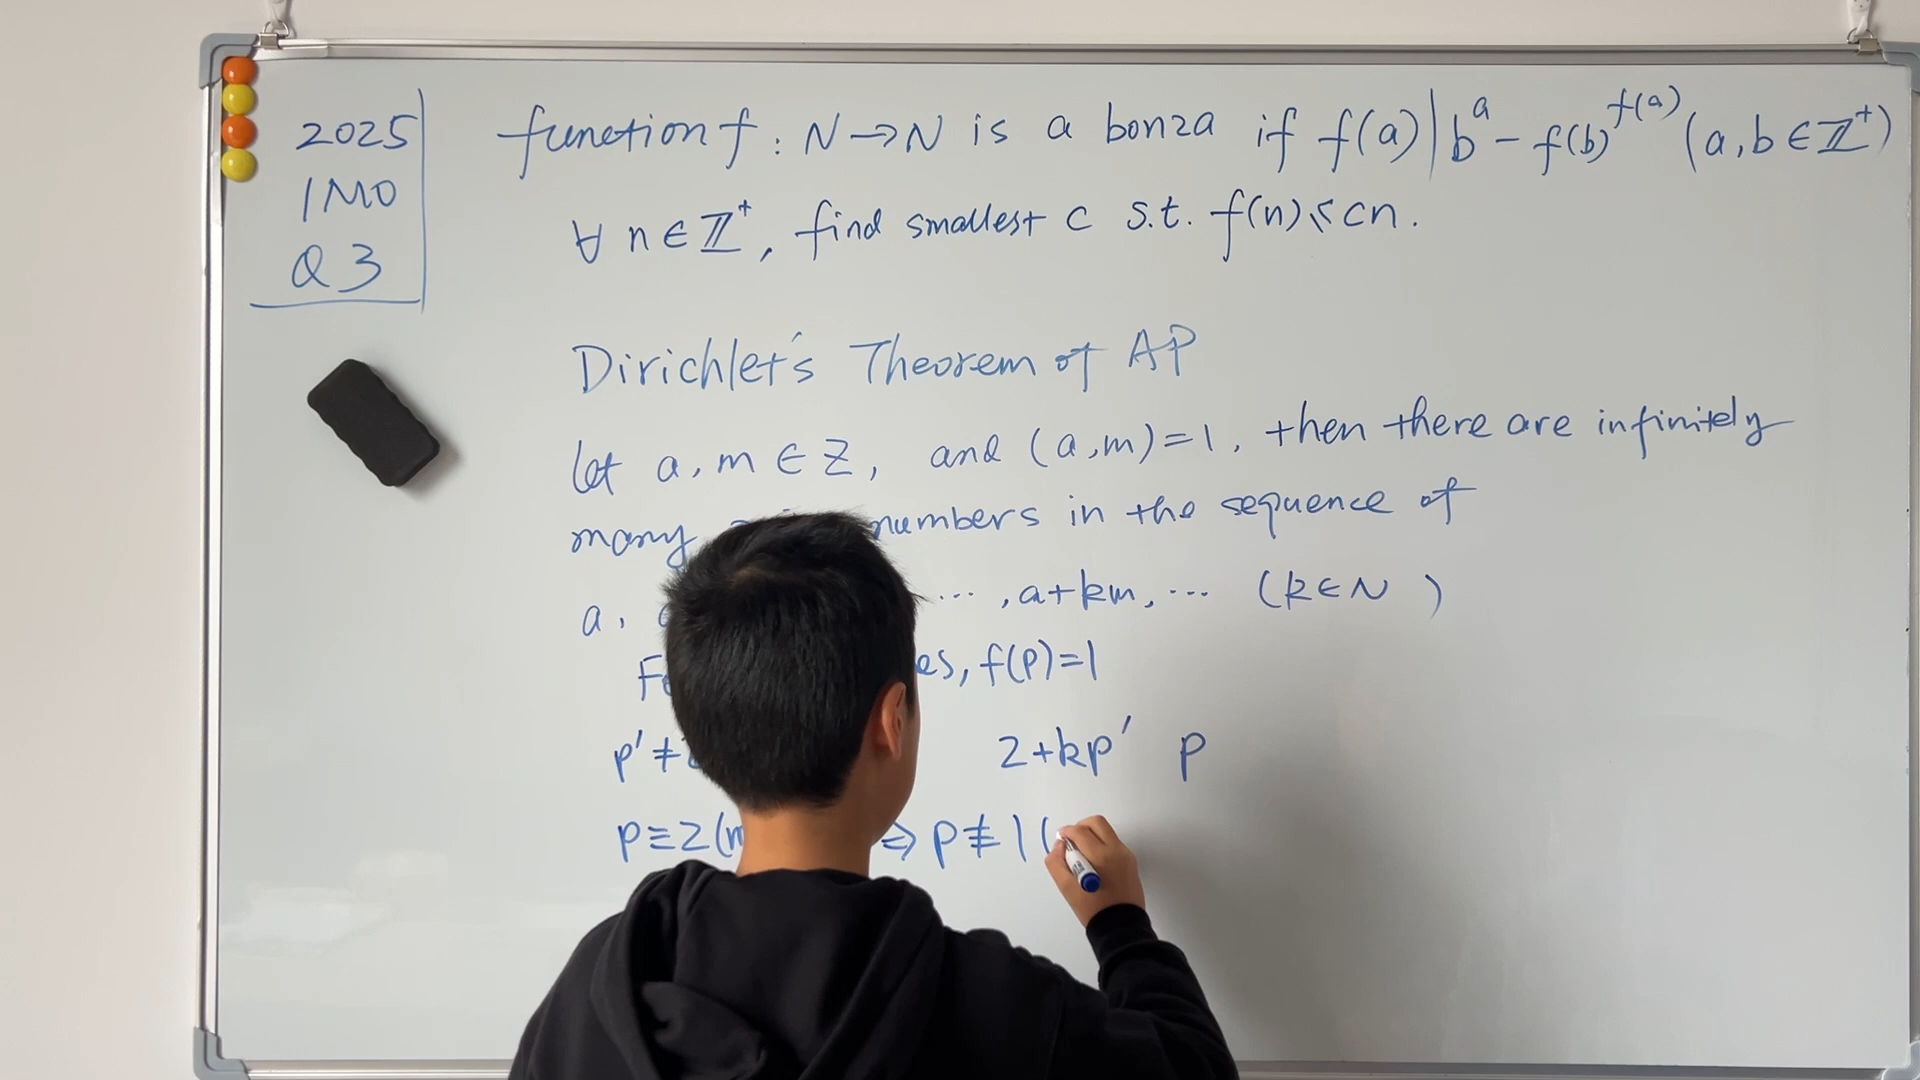 2025
IMO
Q3
function f: N→N is a bonza if f(a)|b^a - f(b)^f(a) (a,b∈ℤ⁺)
∀ n∈ℤ⁺, find smallest c s.t. f(n)≤cn.
Dirichlet's Theorem of AP
let a, m ∈ Z, and (a,m)=1, then there are infinitely
many numbers in the sequence of
a, ..., a+km, ... (k∈N)
f(p)=1
p'≠ 2+kp' p
p≡2( ⇒ p≢1(